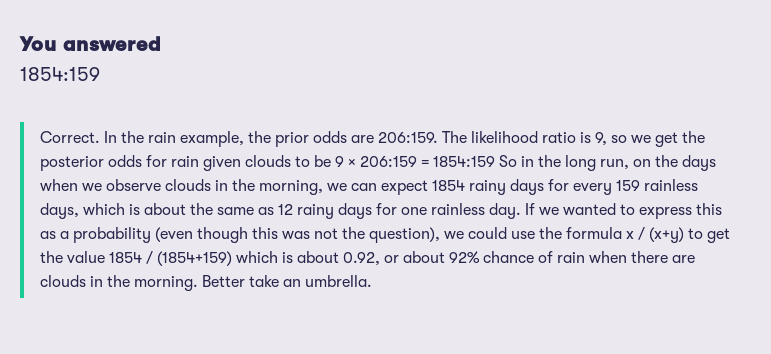 You answered
1854:159
Correct. In the rain example, the prior odds are 206:159. The likelihood ratio is 9, so we get the
posterior odds for rain given clouds to be 9 × 206:159 = 1854:159 So in the long run, on the days
when we observe clouds in the morning, we can expect 1854 rainy days for every 159 rainless
days, which is about the same as 12 rainy days for one rainless day. If we wanted to express this
as a probability (even though this was not the question), we could use the formula x / (x+y) to get
the value 1854 / (1854+159) which is about 0.92, or about 92% chance of rain when there are
clouds in the morning. Better take an umbrella.